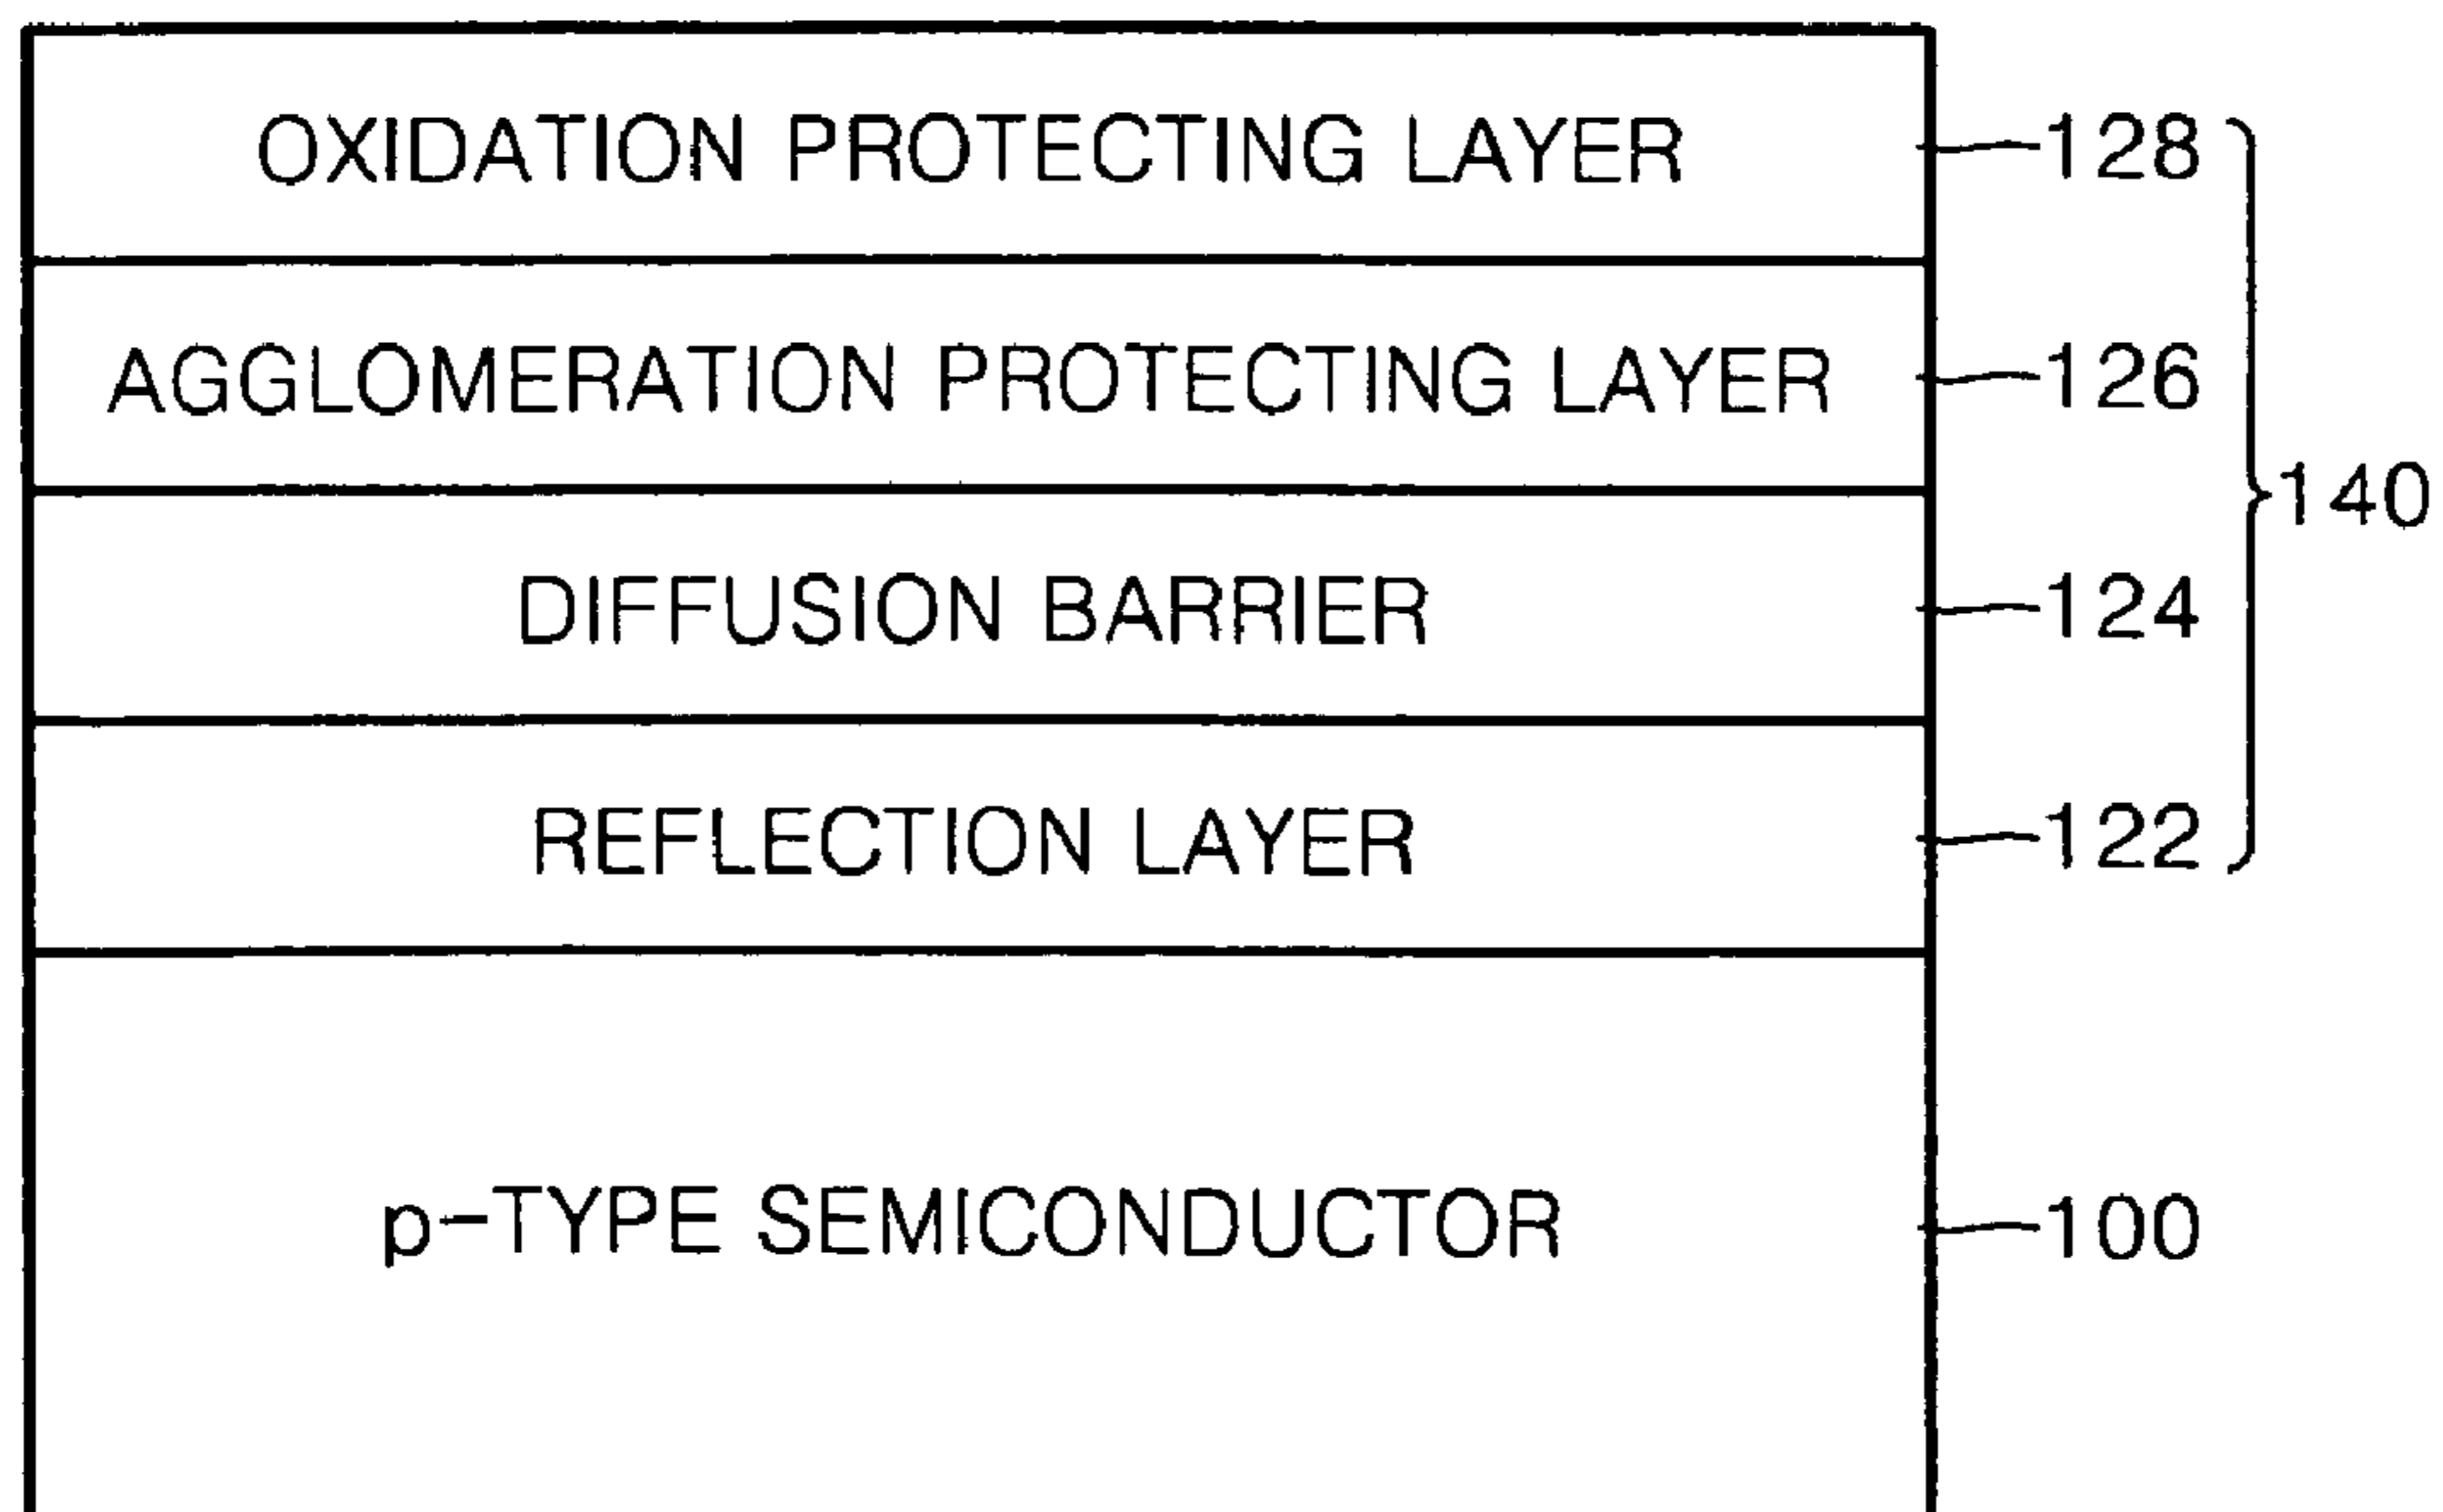 OXIDATION PROTECTING LAYER 128
AGGLOMERATION PROTECTING LAYER 126
140
DIFFUSION BARRIER 124
REFLECTION LAYER 122
p-TYPE SEMICONDUCTOR 100